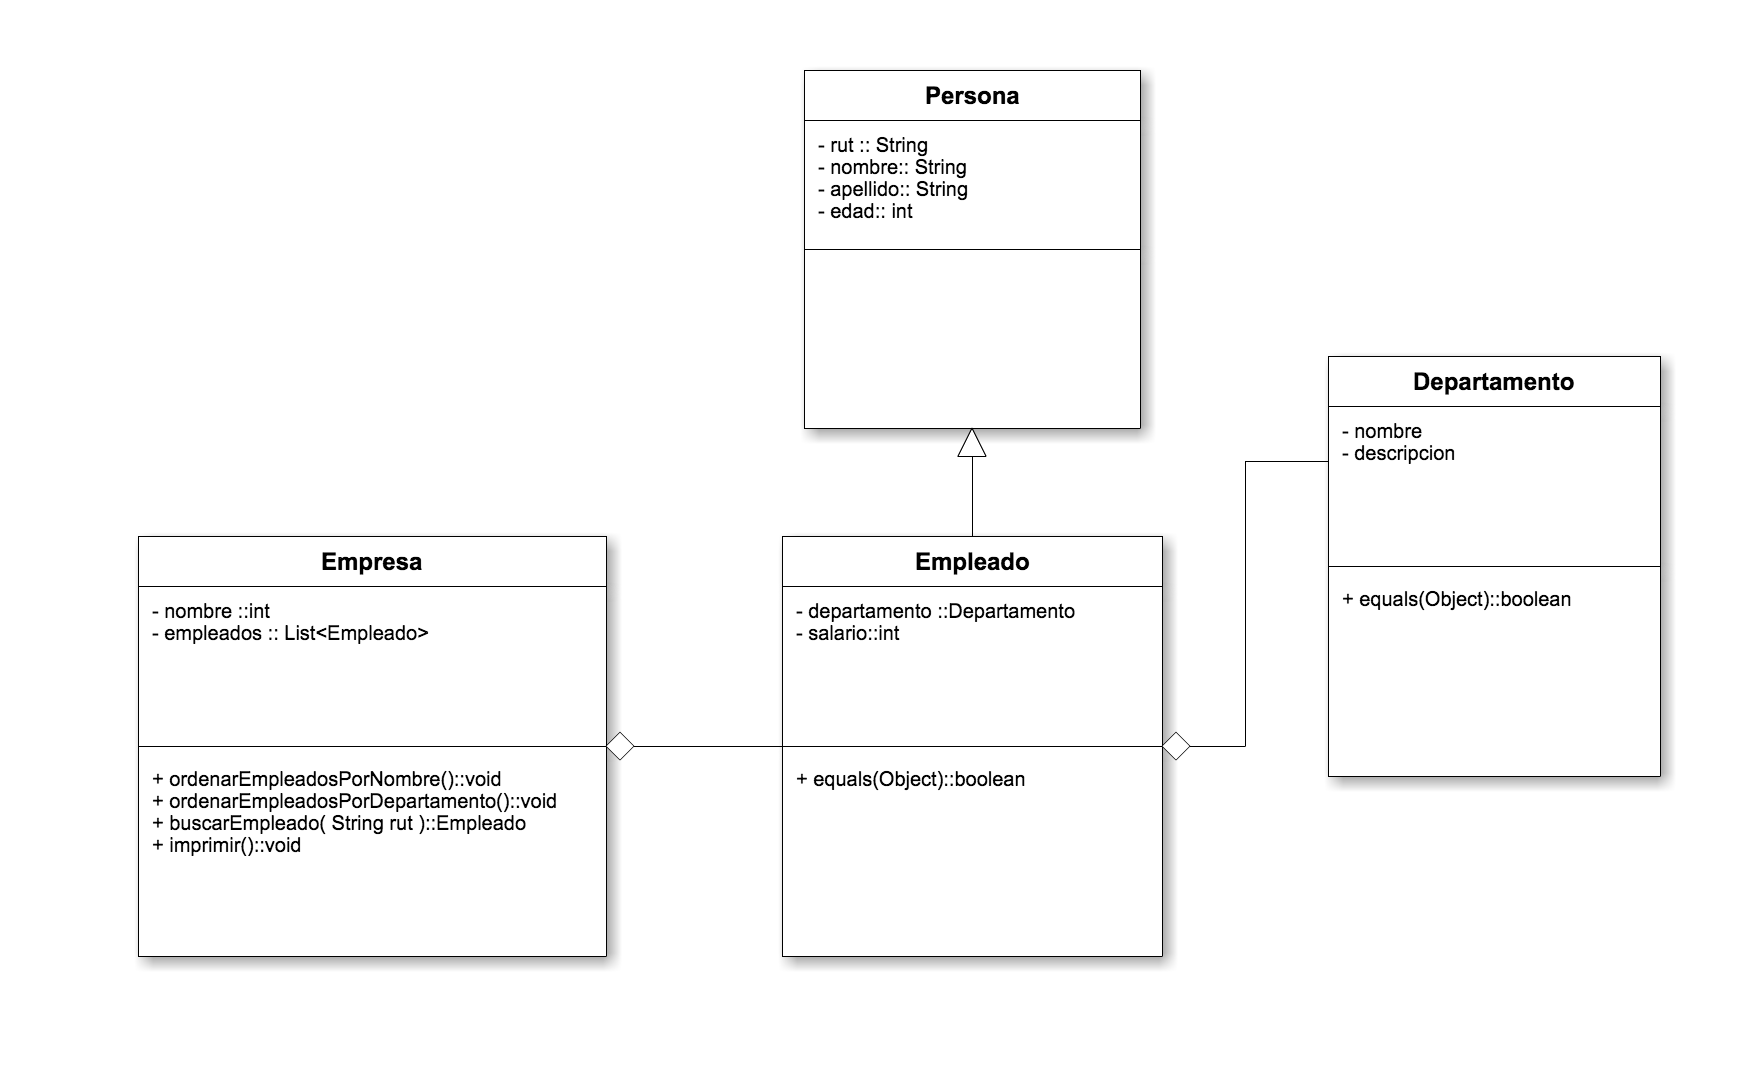 Persona
- rut :: String
- nombre:: String
- apellido:: String
- edad:: int
Departamento
- nombre
- descripcion
+ equals(Object)::boolean
Empresa
- nombre ::int
- empleados :: List<Empleado>
+ ordenarEmpleadosPorNombre()::void
+ ordenarEmpleadosPorDepartamento()::void
+ buscarEmpleado( String rut )::Empleado
+ imprimir()::void
Empleado
- departamento ::Departamento
- salario::int
+ equals(Object)::boolean